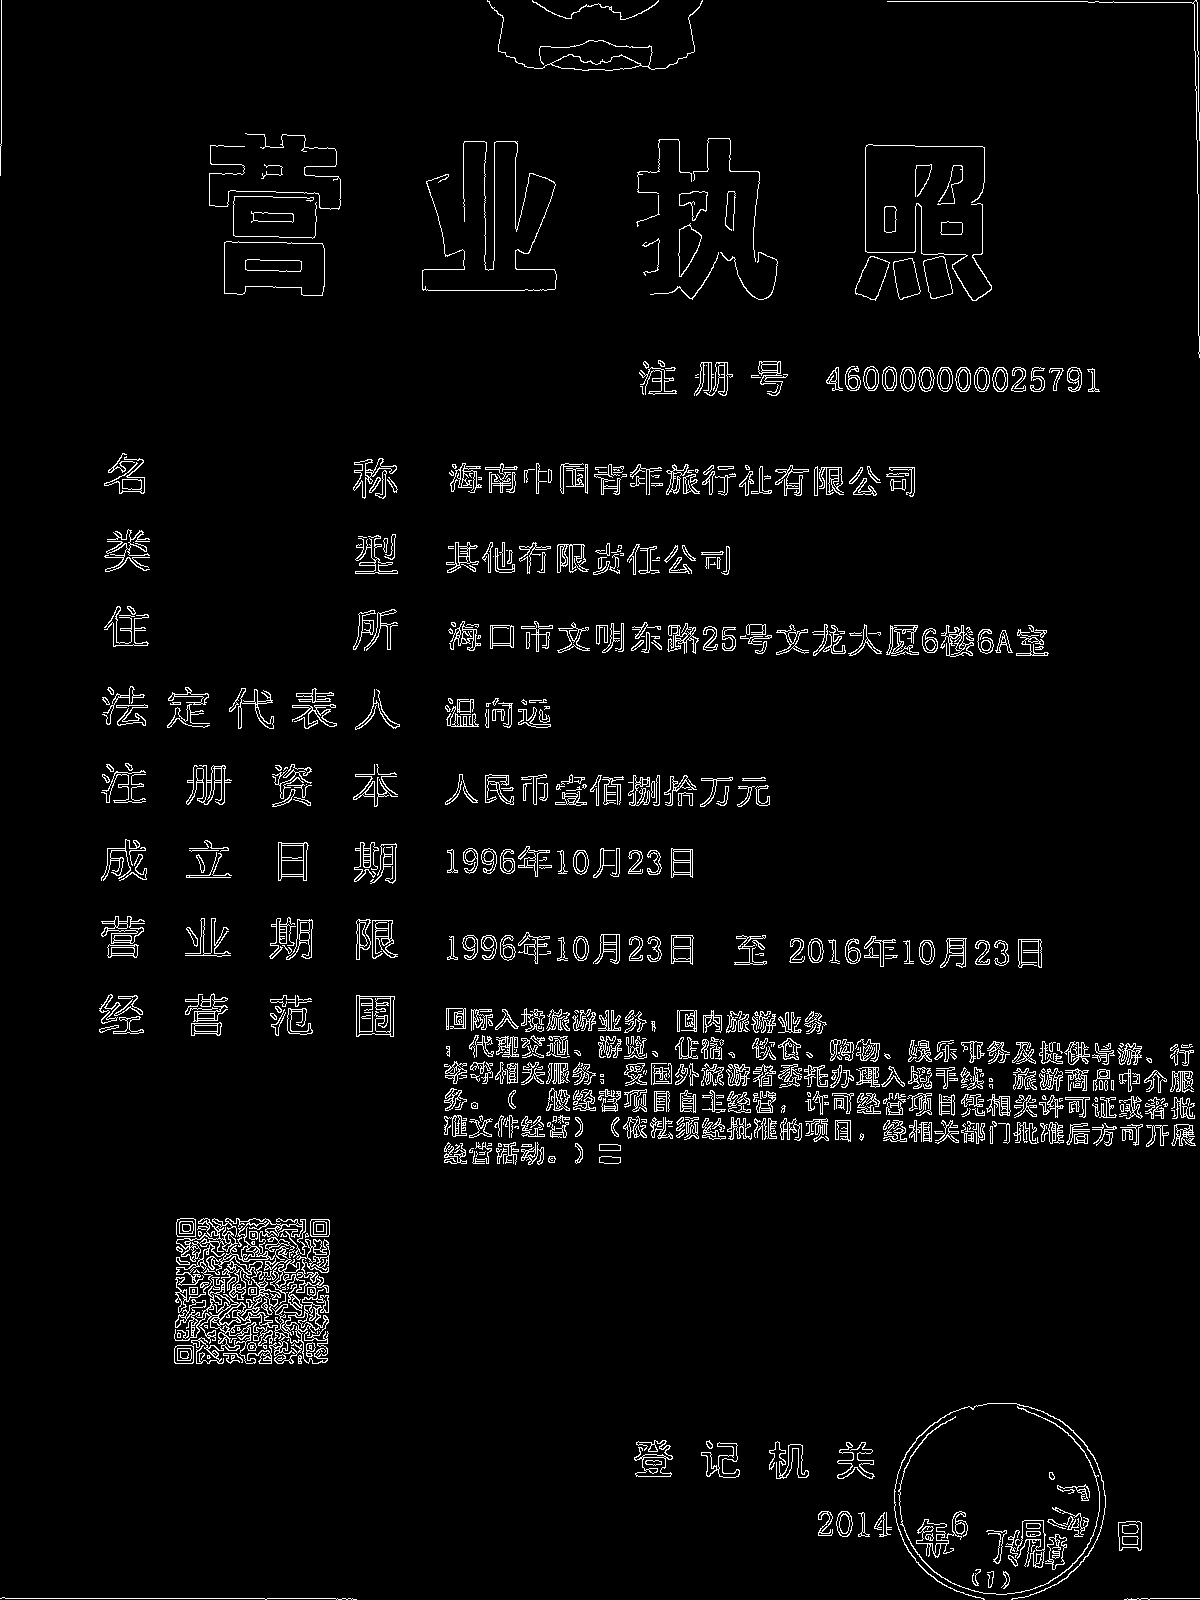 营业执照
注册号 460000000025791
名称 海南中国青年旅行社有限公司
类型 其他有限责任公司
住所 海口市文明东路25号文龙大厦6楼6A室
法定代表人 温向远
注册资本 人民币壹佰捌拾万元
成立日期 1996年10月23日
营业期限 1996年10月23日 至 2016年10月23日
经营范围 国际入境旅游业务；国内旅游业务
；代理交通、游览、住宿、饮食、购物、娱乐事务及提供导游、行
李等相关服务；受国外旅游者委托办理入境手续；旅游商品中介服
务。（一般经营项目自主经营，许可经营项目凭相关许可证或者批
准文件经营）（依法须经批准的项目，经相关部门批准后方可开展
经营活动。）
登记机关
2014 年 6 月 日
(1)